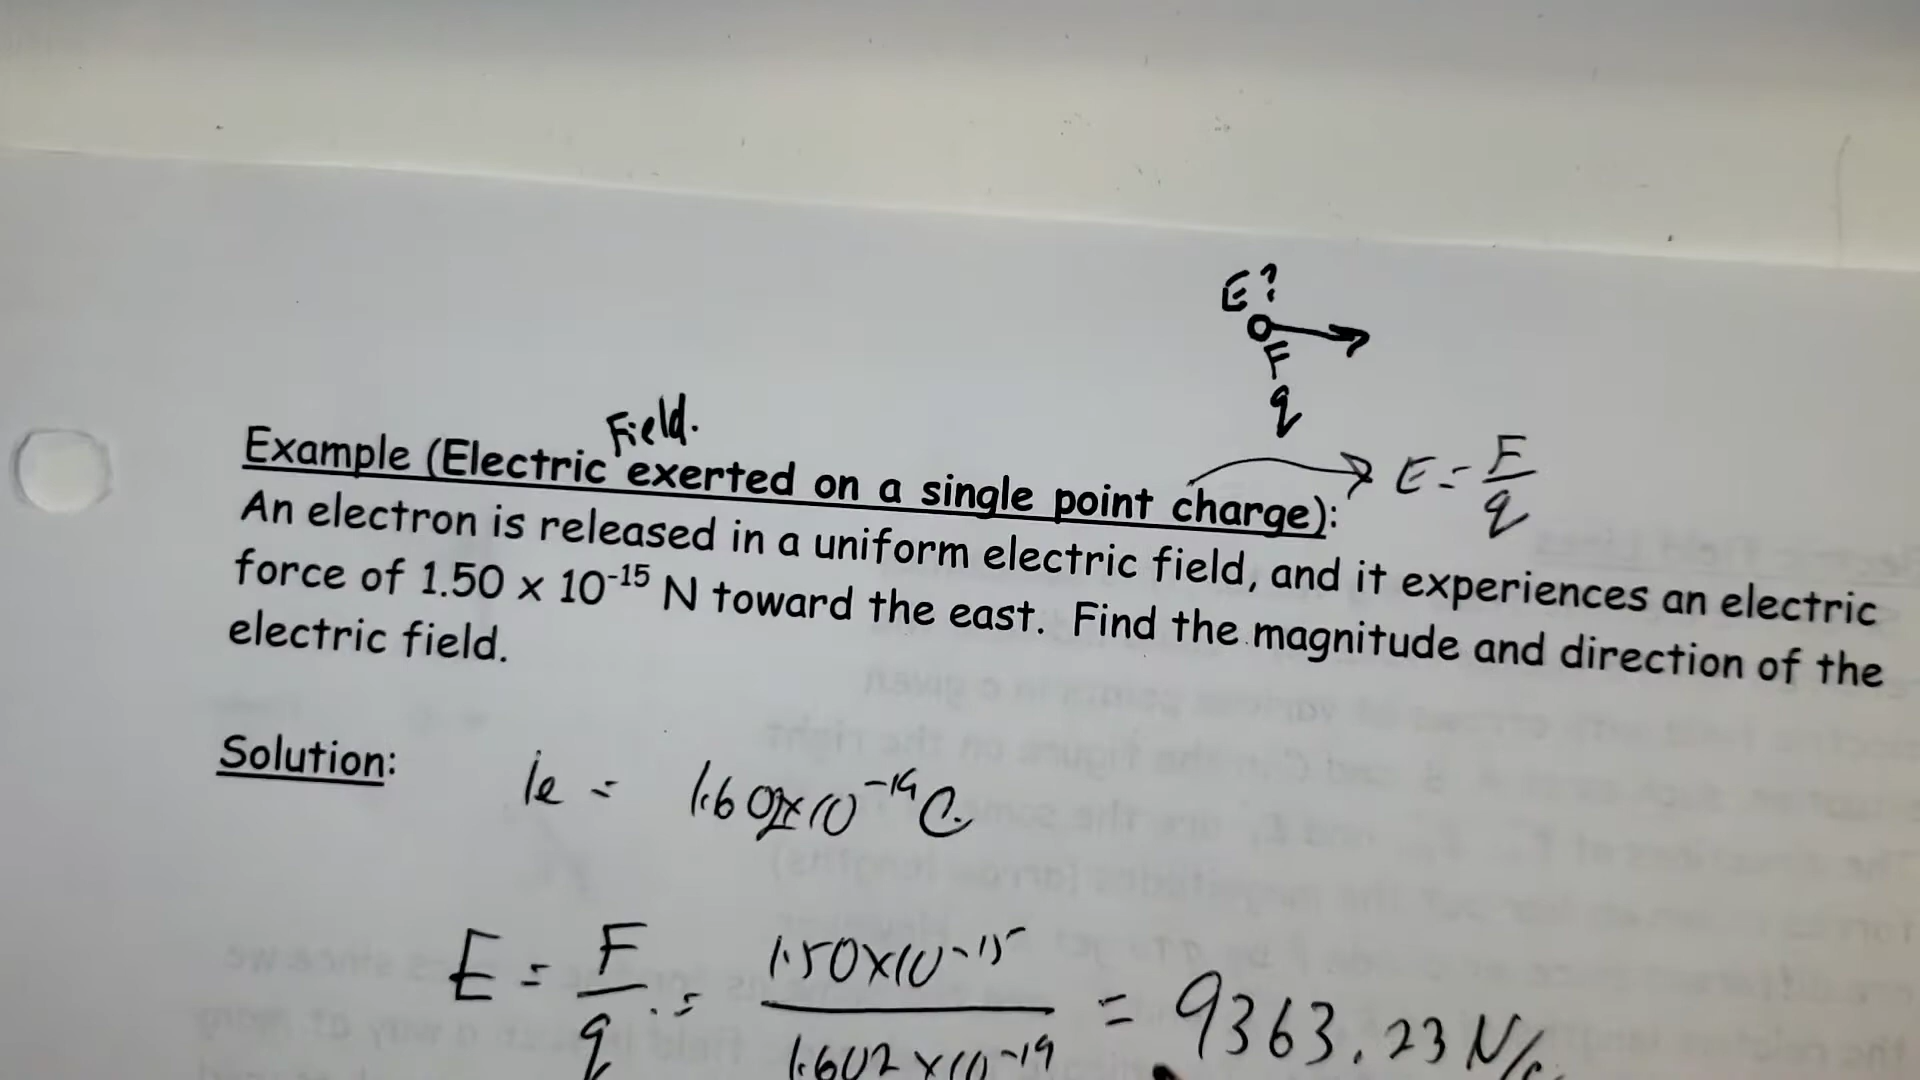 E?
F
q
Field.
Example (Electric exerted on a single point charge): E = F/q
An electron is released in a uniform electric field, and it experiences an electric
force of 1.50 x 10-15 N toward the east. Find the magnitude and direction of the
electric field.
Solution: 1e = 1.602x10^-19 C.
E = F/q = 1.50x10^-15 / 1.602x10^-19 = 9363.23 N/C